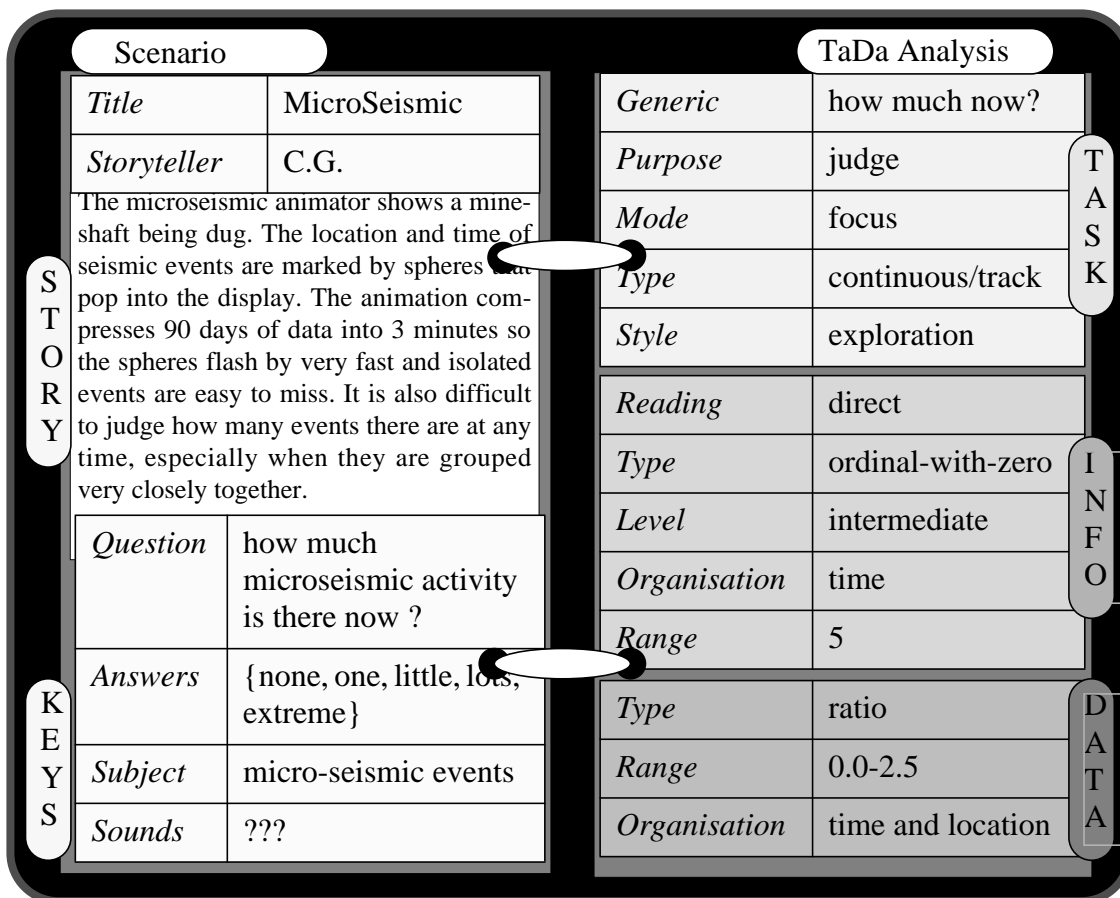 Scenario
Title MicroSeismic
Storyteller C.G.
The microseismic animator shows a mine-
shaft being dug. The location and time of
seismic events are marked by spheres that
pop into the display. The animation com-
presses 90 days of data into 3 minutes so
the spheres flash by very fast and isolated
events are easy to miss. It is also difficult
to judge how many events there are at any
time, especially when they are grouped
very closely together.
STORY
Question how much
microseismic activity
is there now ?
Answers {none, one, little, lots,
extreme}
Subject micro-seismic events
Sounds ???
KEYS
TaDa Analysis
Generic how much now?
Purpose judge
Mode focus
Type continuous/track
Style exploration
TASK
Reading direct
Type ordinal-with-zero
Level intermediate
Organisation time
Range 5
INFO
Type ratio
Range 0.0-2.5
Organisation time and location
DATA